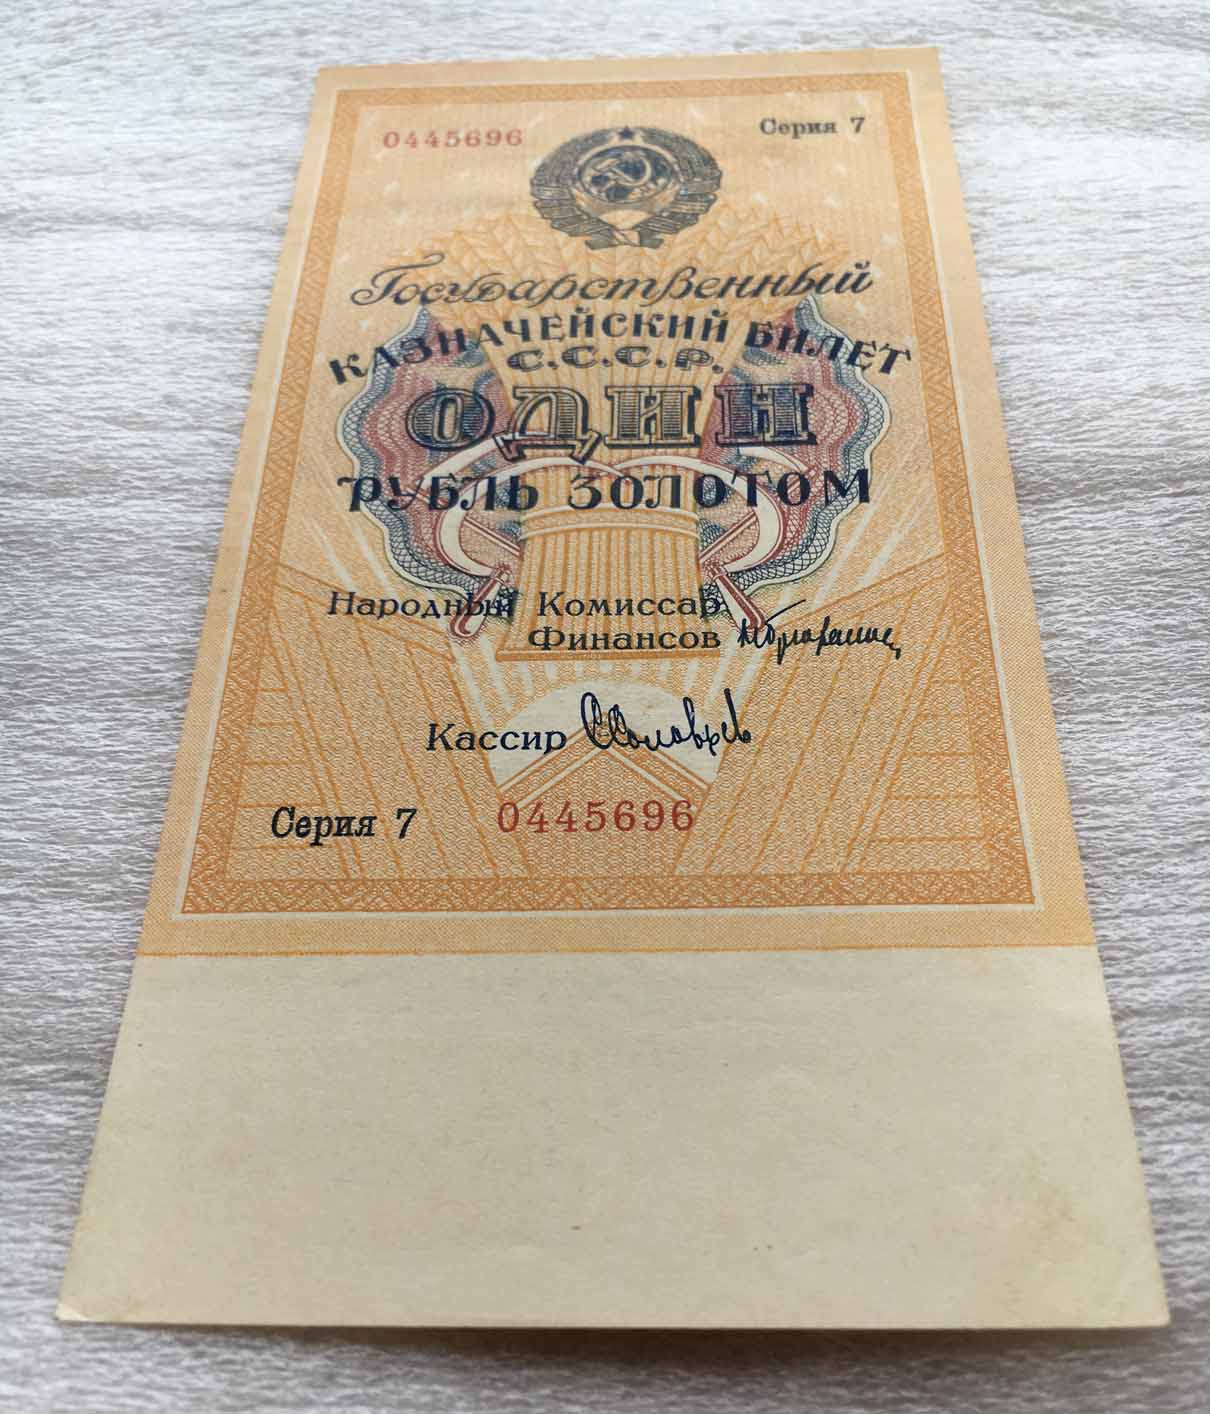 0445696 Серия 7
Государственный
КАЗНАЧЕЙСКИЙ БИЛЕТ
С.С.С.Р.
ОДИН
РУБЛЬ ЗОЛОТОМ
Народный Комиссар
Финансов
Кассир
Серия 7 0445696